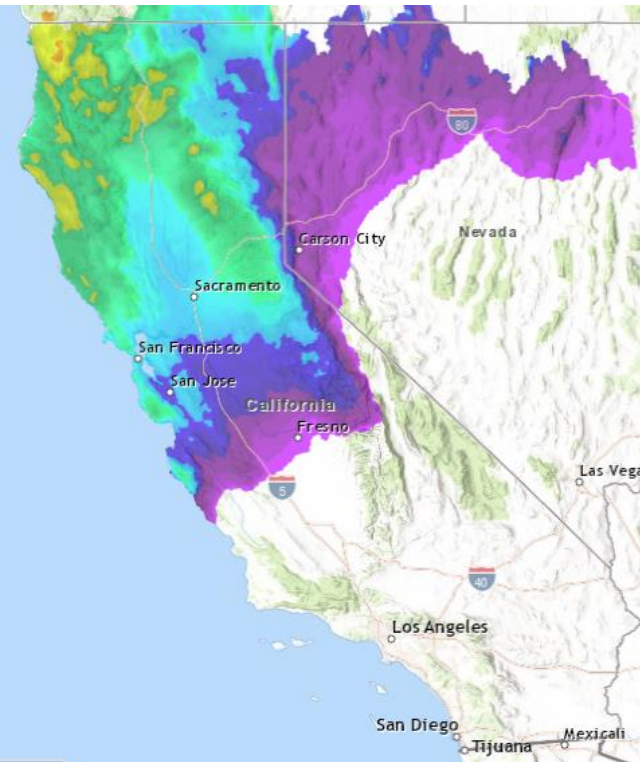 80
Carson City
Nevada
Sacramento
San Francisco
San Jose
California
Fresno
Las Vega
5
40
Los Angeles
San Diego
Tijuana
Mexicali